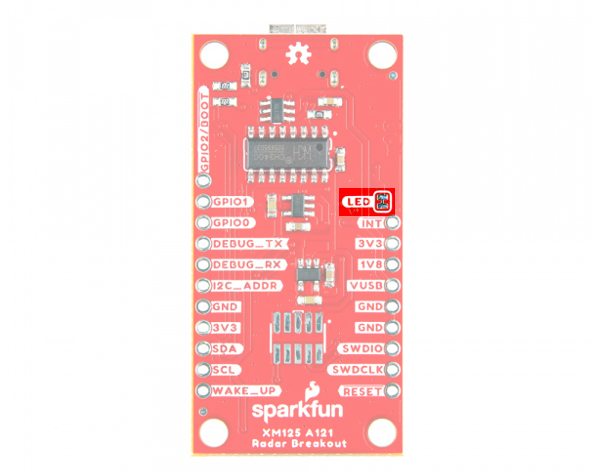 GPIO2/BOOT
LED
GPIO1
INT
GPIO0
3V3
DEBUG_TX
1V8
DEBUG_RX
VUSB
I2C_ADDR
GND
GND
GND
3V3
SWDIO
SDA
SWDCLK
SCL
RESET
WAKE_UP
sparkfun
XM125 A121
Radar Breakout